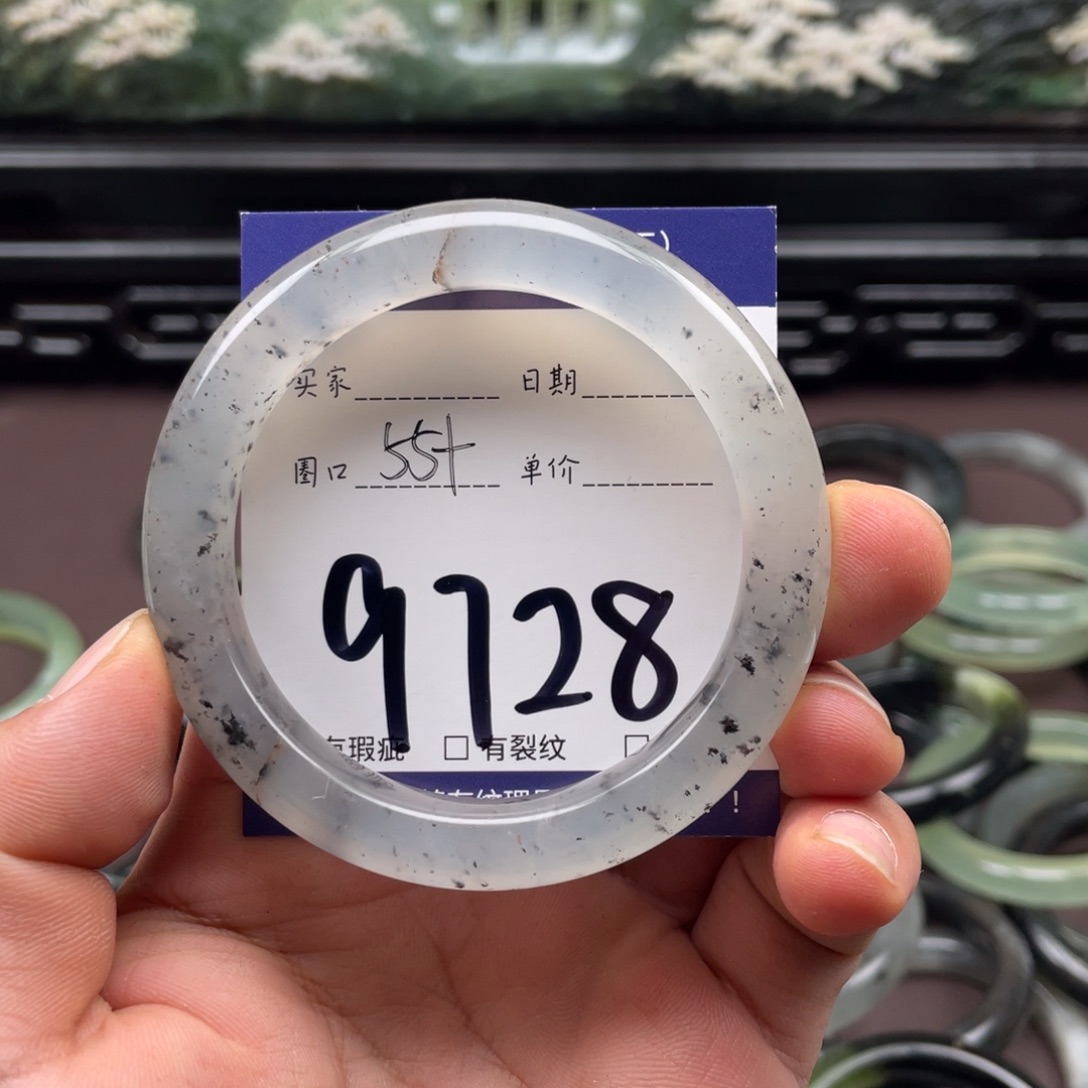 买家 日期
圈口 55+ 单价
9728
有瑕疵 □ 有裂纹 □